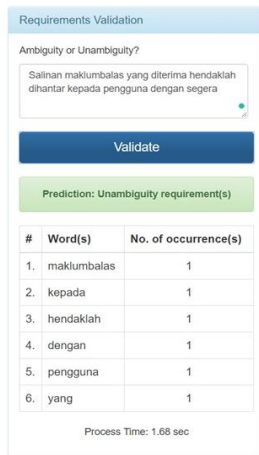 Requirements Validation
Ambiguity or Unambiguity?
Salinan maklumbalas yang diterima hendaklah
dihantar kepada pengguna dengan segera
Validate
Prediction: Unambiguity requirement(s)
# Word(s) No. of occurrence(s)
1. maklumbalas 1
2. kepada 1
3. hendaklah 1
4. dengan 1
5. pengguna 1
6. yang 1
Process Time: 1.68 sec